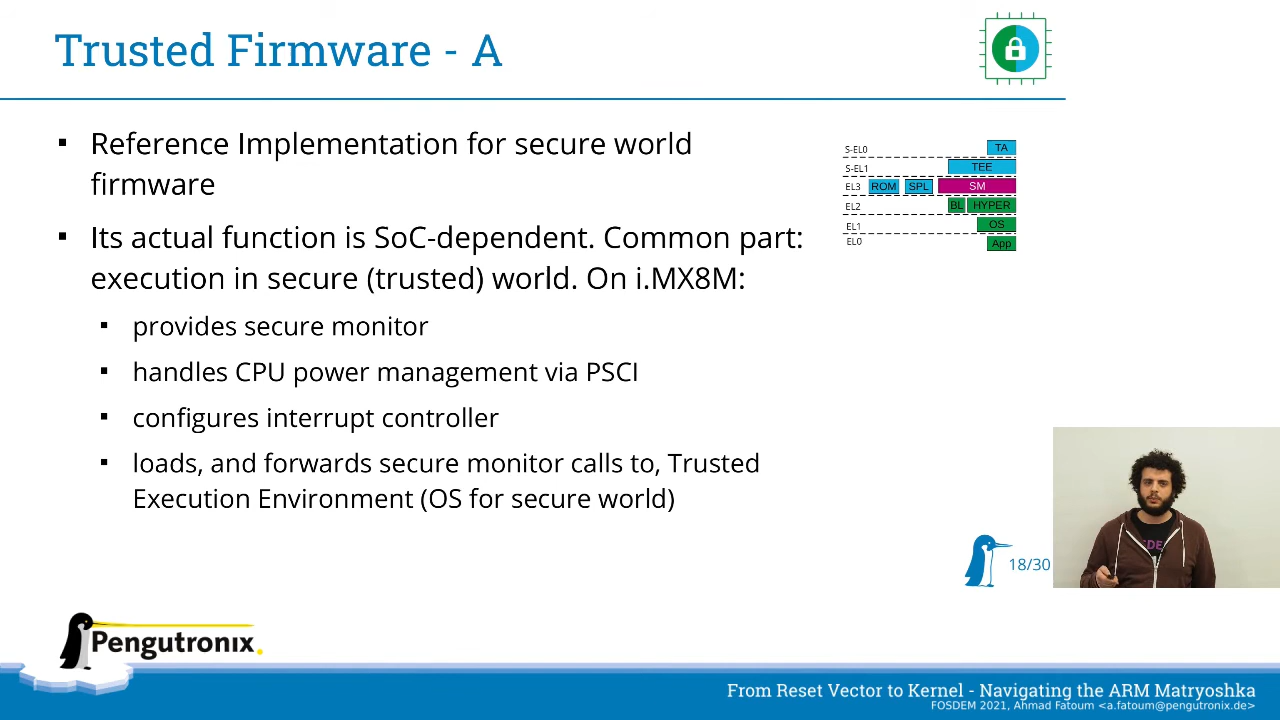 Trusted Firmware - A
Reference Implementation for secure world
firmware
Its actual function is SoC-dependent. Common part:
execution in secure (trusted) world. On i.MX8M:
provides secure monitor
handles CPU power management via PSCI
configures interrupt controller
loads, and forwards secure monitor calls to, Trusted
Execution Environment (OS for secure world)
S-EL0 TA
S-EL1 TEE
EL3 ROM SPL SM
EL2 BL HYPER
EL1 OS
EL0 App
18/30
Pengutronix
From Reset Vector to Kernel - Navigating the ARM Matryoshka
FOSDEM 2021, Ahmad Fatoum <a.fatoum@pengutronix.de>